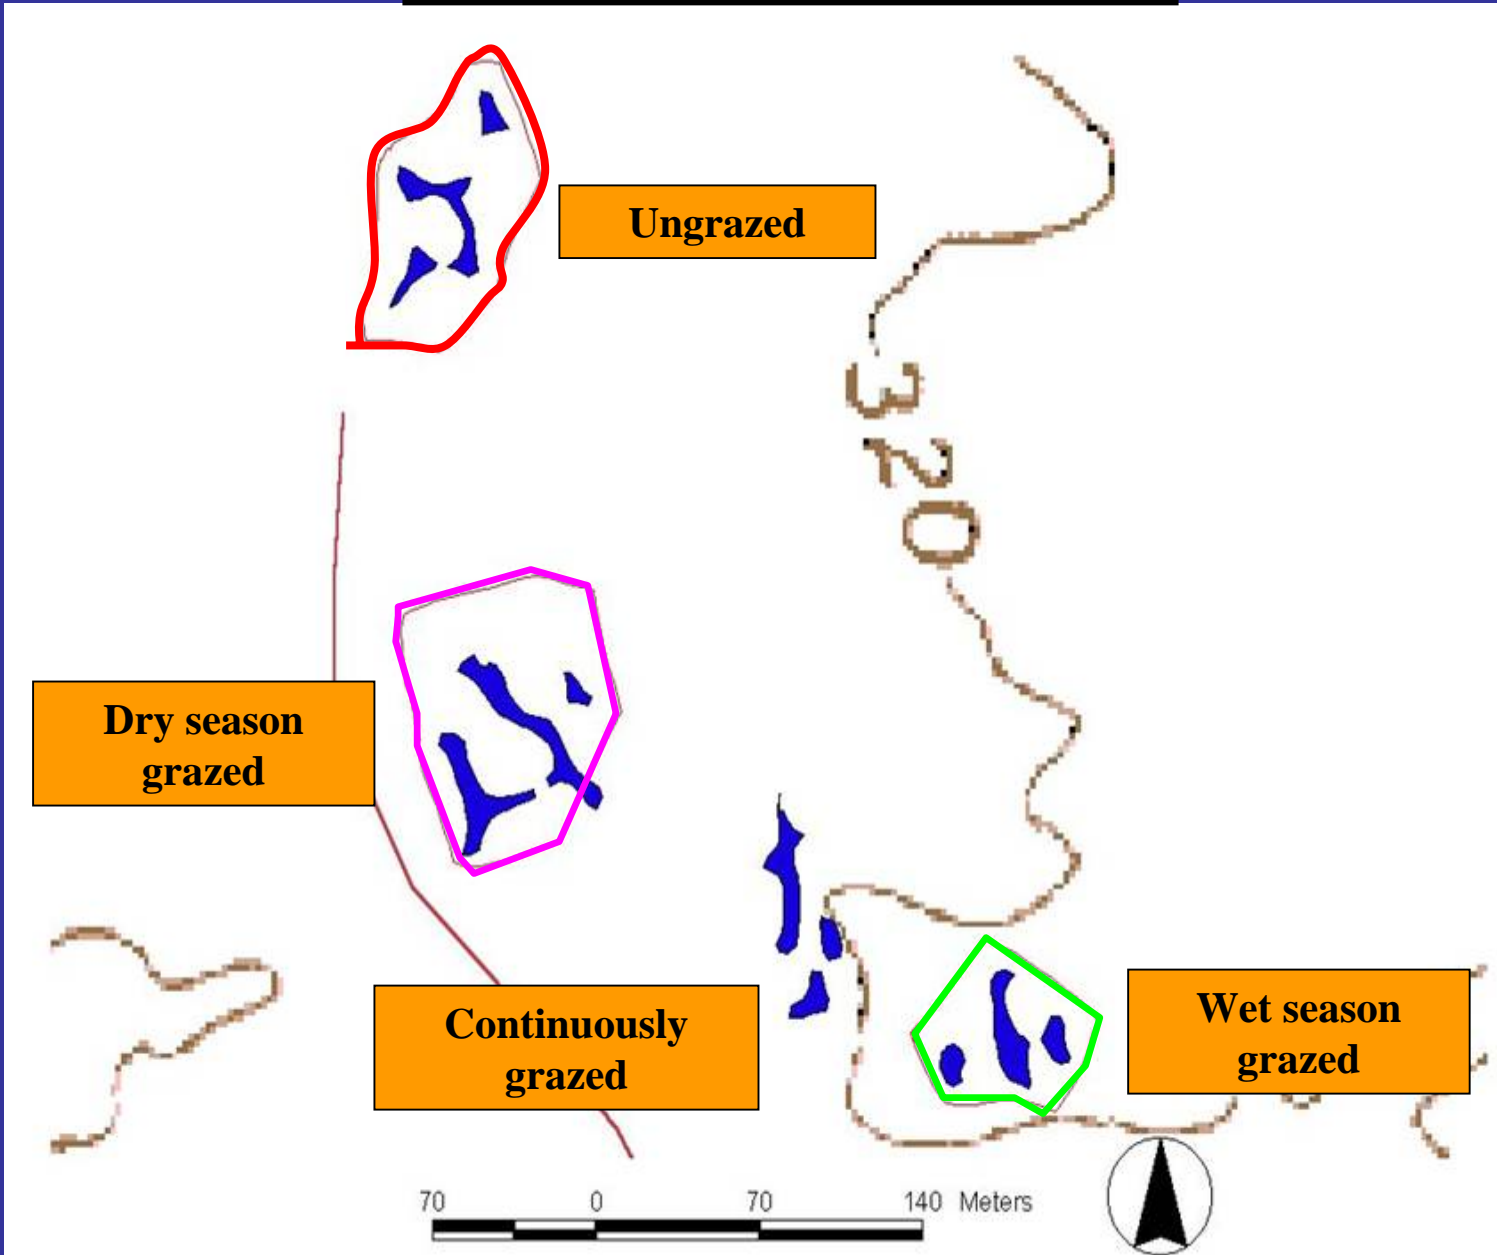 Ungrazed
320
Dry season
grazed
Continuously
grazed
Wet season
grazed
70 0 70 140 Meters